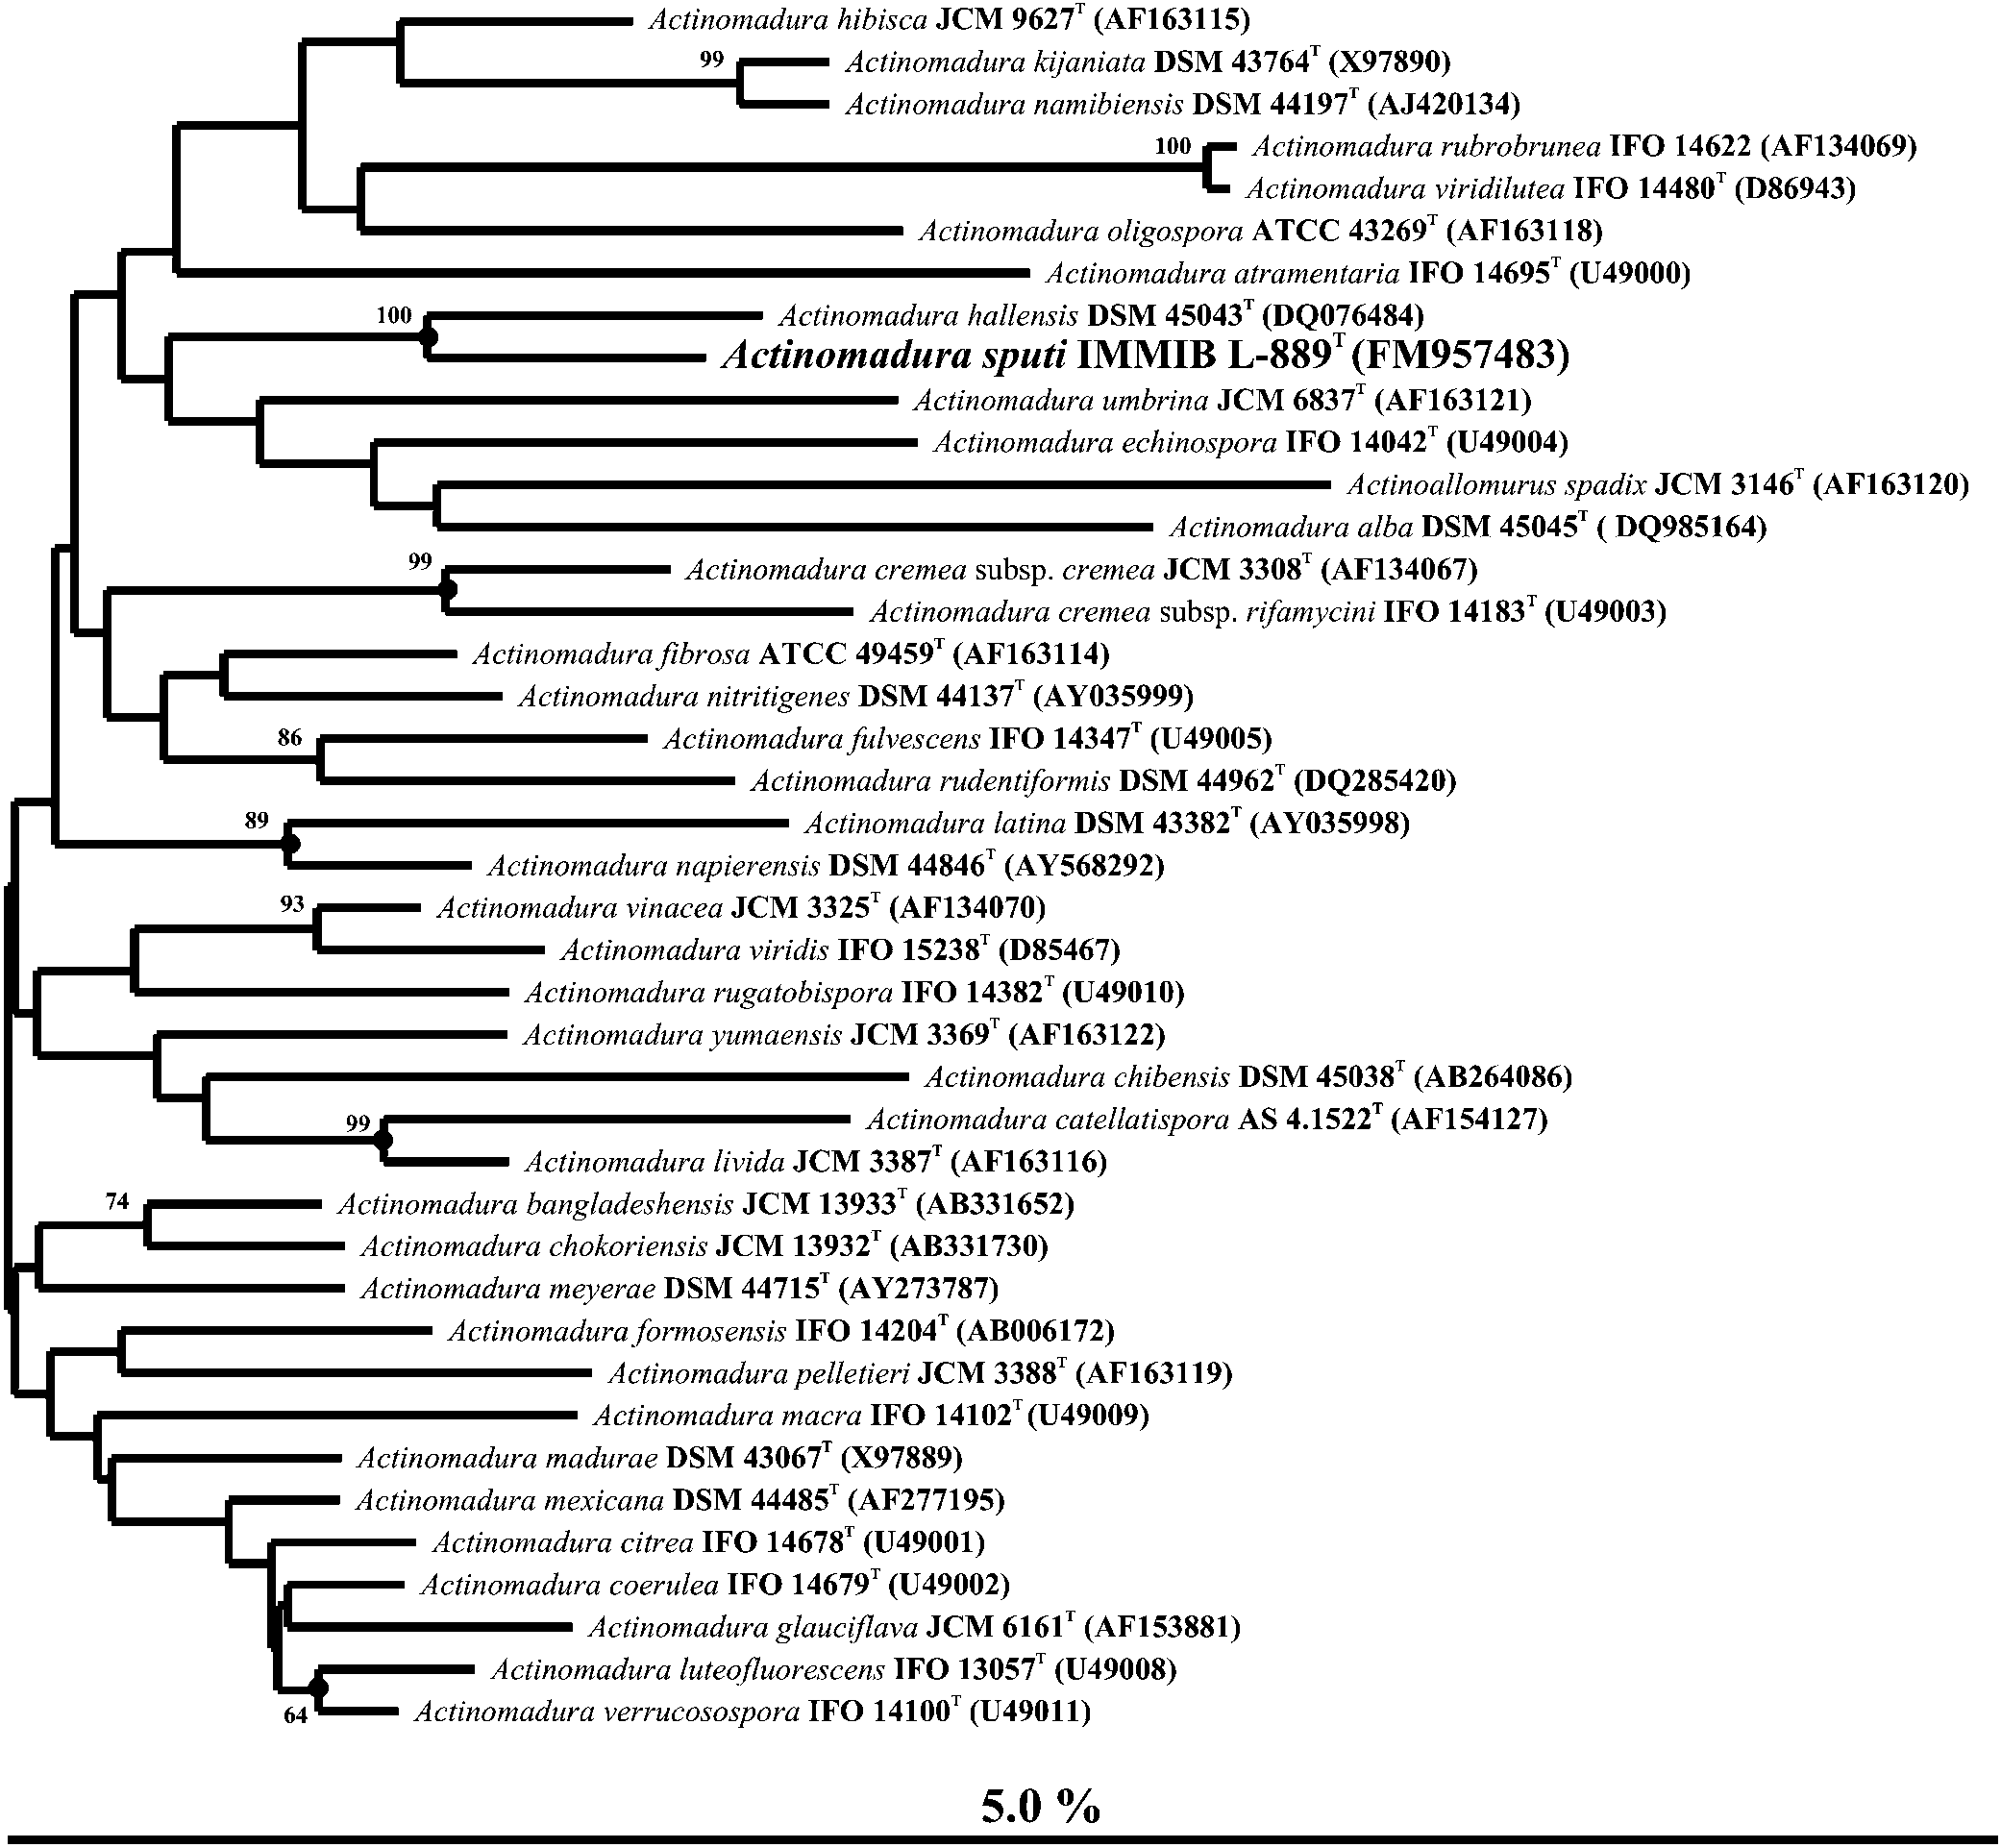 Actinomadura hibisca JCM 9627T (AF163115)
99
Actinomadura kijaniata DSM 43764T (X97890)
Actinomadura namibiensis DSM 44197T (AJ420134)
100
Actinomadura rubrobrunea IFO 14622 (AF134069)
Actinomadura viridilutea IFO 14480T (D86943)
Actinomadura oligospora ATCC 43269T (AF163118)
Actinomadura atramentaria IFO 14695T (U49000)
100
Actinomadura hallensis DSM 45043T (DQ076484)
Actinomadura sputi IMMIB L-889T (FM957483)
Actinomadura umbrina JCM 6837T (AF163121)
Actinomadura echinospora IFO 14042T (U49004)
Actinoallomurus spadix JCM 3146T (AF163120)
Actinomadura alba DSM 45045T ( DQ985164)
99
Actinomadura cremea subsp. cremea JCM 3308T (AF134067)
Actinomadura cremea subsp. rifamycini IFO 14183T (U49003)
Actinomadura fibrosa ATCC 49459T (AF163114)
Actinomadura nitritigenes DSM 44137T (AY035999)
86
Actinomadura fulvescens IFO 14347T (U49005)
Actinomadura rudentiformis DSM 44962T (DQ285420)
89
Actinomadura latina DSM 43382T (AY035998)
Actinomadura napierensis DSM 44846T (AY568292)
93
Actinomadura vinacea JCM 3325T (AF134070)
Actinomadura viridis IFO 15238T (D85467)
Actinomadura rugatobispora IFO 14382T (U49010)
Actinomadura yumaensis JCM 3369T (AF163122)
Actinomadura chibensis DSM 45038T (AB264086)
99
Actinomadura catellatispora AS 4.1522T (AF154127)
Actinomadura livida JCM 3387T (AF163116)
74
Actinomadura bangladeshensis JCM 13933T (AB331652)
Actinomadura chokoriensis JCM 13932T (AB331730)
Actinomadura meyerae DSM 44715T (AY273787)
Actinomadura formosensis IFO 14204T (AB006172)
Actinomadura pelletieri JCM 3388T (AF163119)
Actinomadura macra IFO 14102T (U49009)
Actinomadura madurae DSM 43067T (X97889)
Actinomadura mexicana DSM 44485T (AF277195)
Actinomadura citrea IFO 14678T (U49001)
Actinomadura coerulea IFO 14679T (U49002)
Actinomadura glauciflava JCM 6161T (AF153881)
Actinomadura luteofluorescens IFO 13057T (U49008)
64
Actinomadura verrucosospora IFO 14100T (U49011)
5.0 %